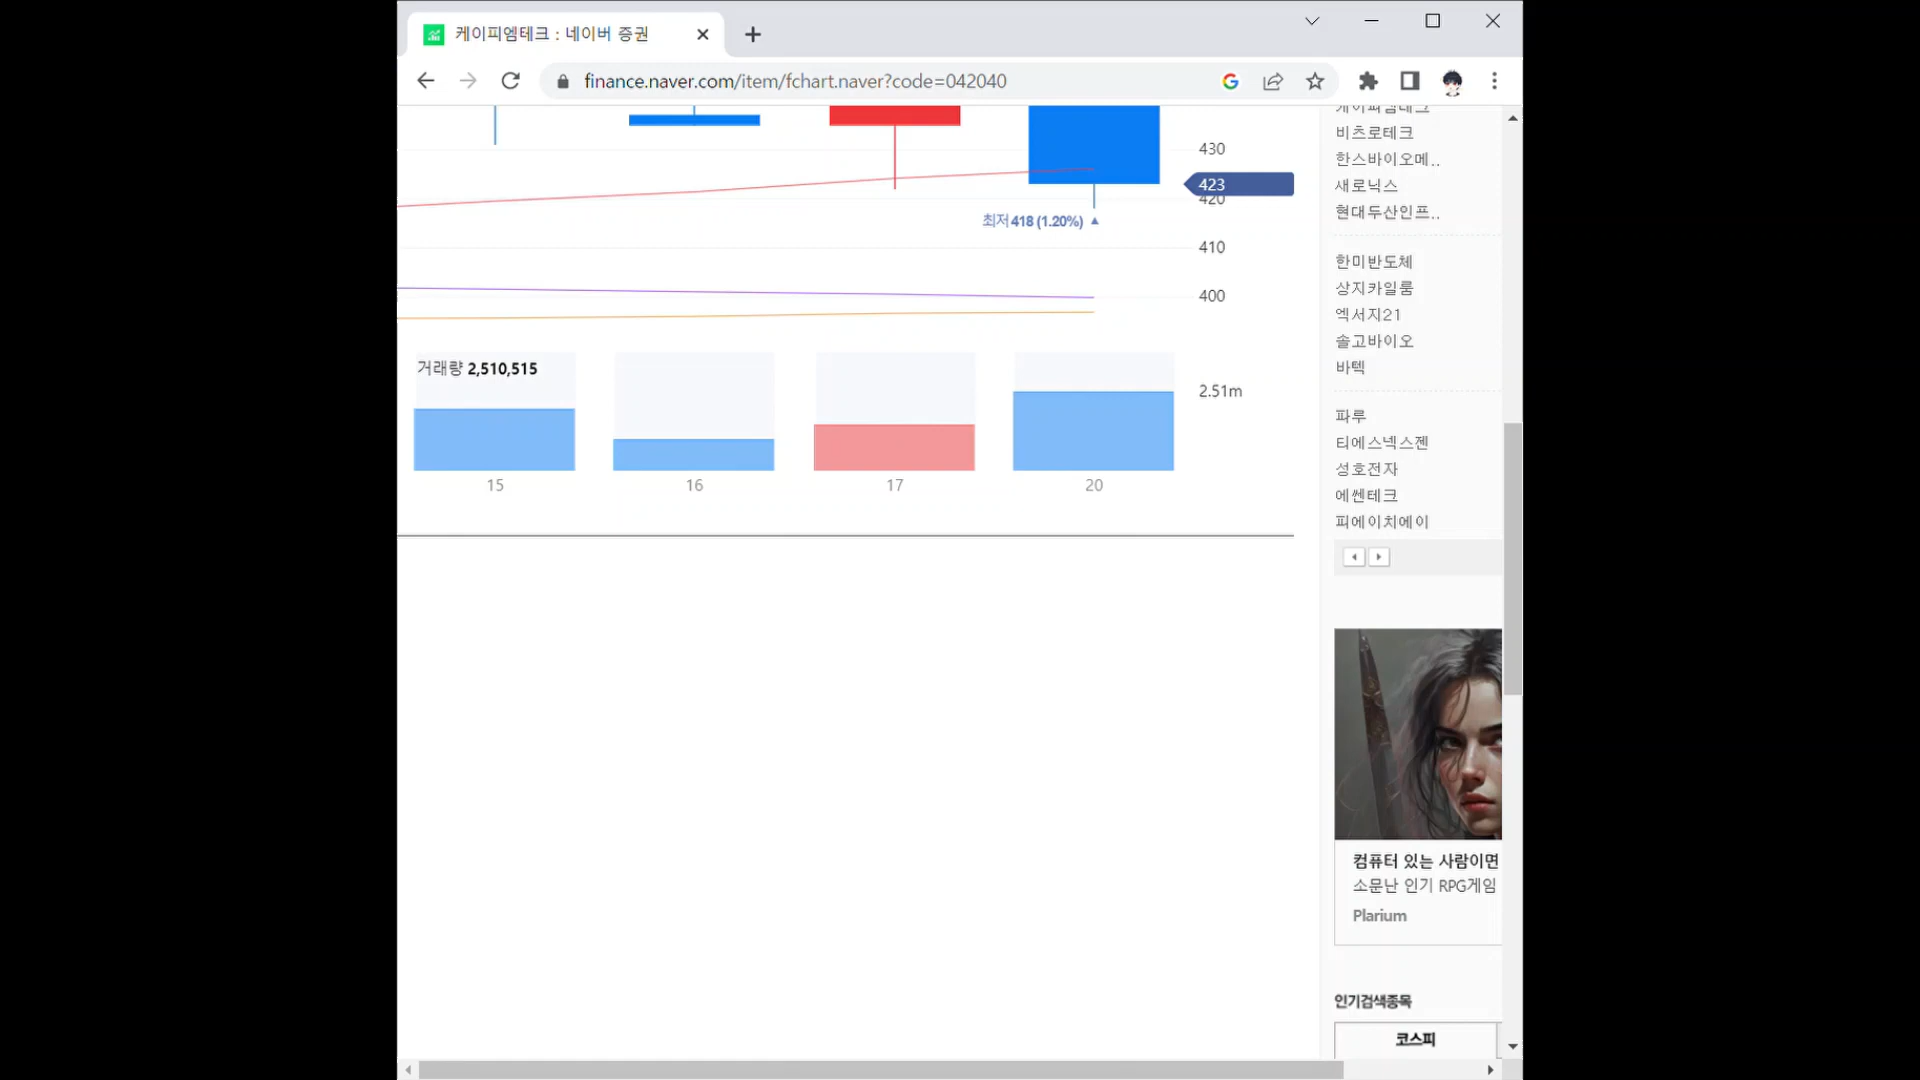 케이피엠테크 : 네이버 증권
finance.naver.com/item/fchart.naver?code=042040
430
423
420
최저 418 (1.20%) ▲
410
400
거래량 2,510,515
2.51m
15
16
17
20
케이피엠테크
비츠로테크
한스바이오메..
새로닉스
현대두산인프..
한미반도체
상지카일룸
엑서지21
솔고바이오
바텍
파루
티에스넥스젠
성호전자
에쎈테크
피에이치에이
컴퓨터 있는 사람이면
소문난 인기 RPG게임
Plarium
인기검색종목
코스피